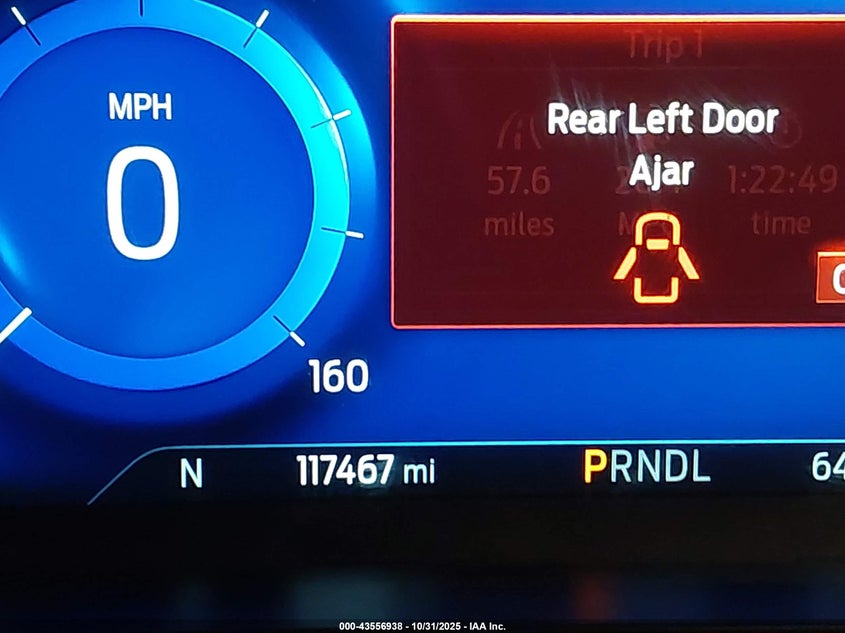 Trip 1
MPH
0
Rear Left Door
Ajar
57.6
1:22:49
miles
time
160
N
117467 mi
PRNDL
64
000-43556938 - 10/31/2025 - IAA Inc.